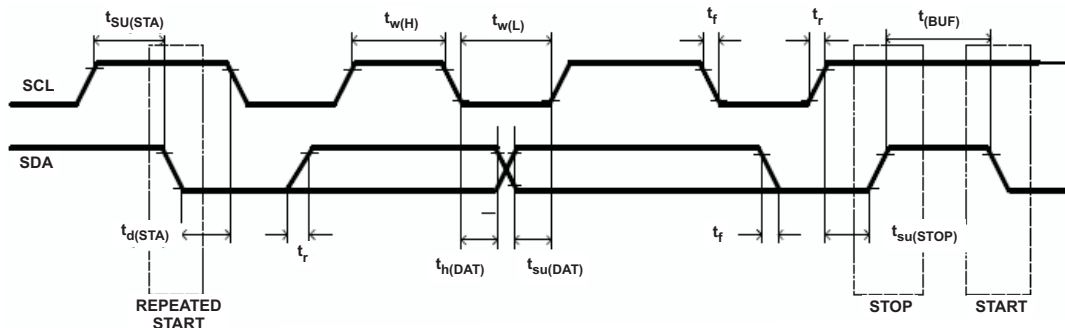 tSU(STA)
tw(H)
tw(L)
tf
tr
t(BUF)
SCL
SDA
td(STA)
tr
th(DAT)
tsu(DAT)
tf
tsu(STOP)
REPEATED
START
STOP
START